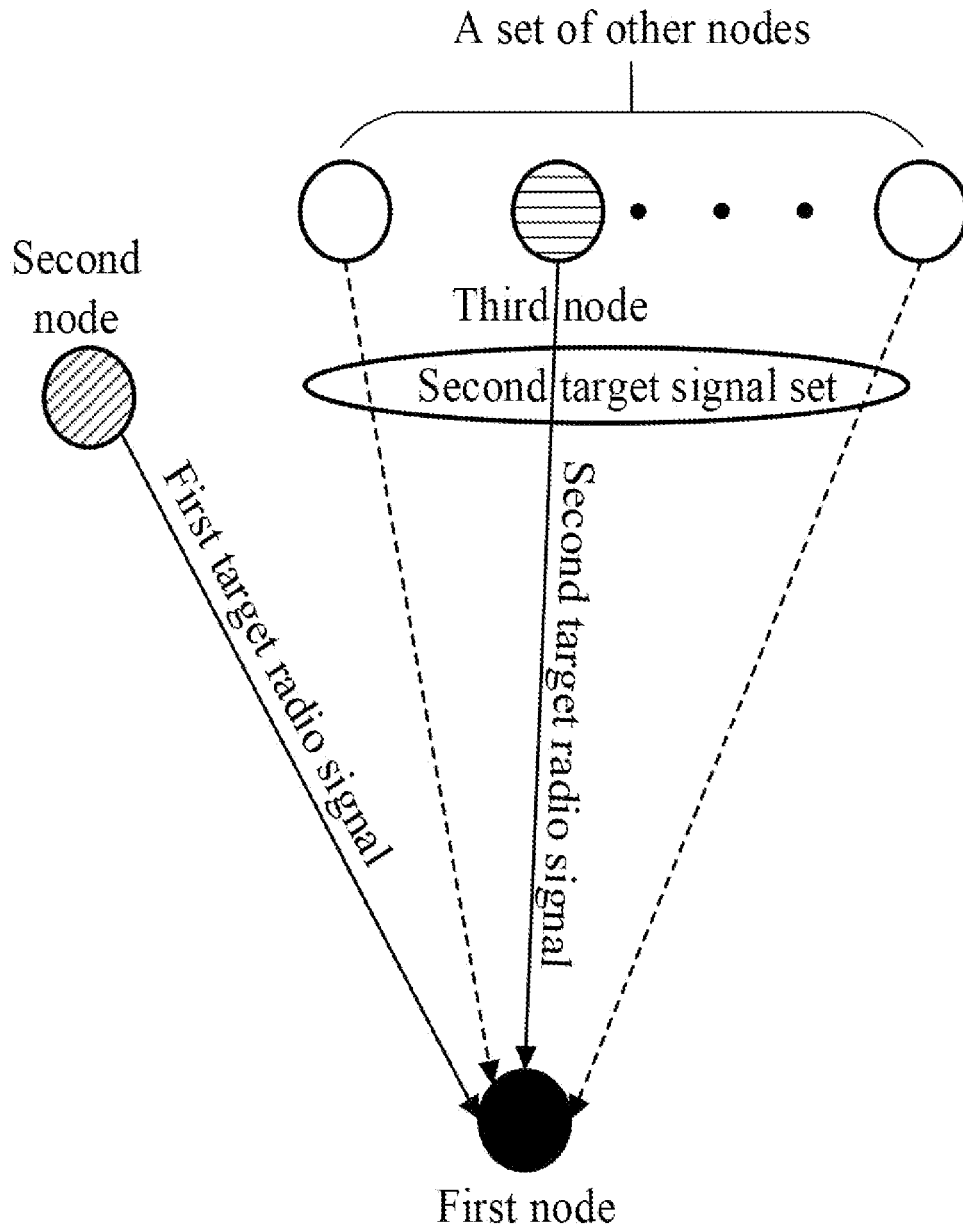 A set of other nodes
Second
node
Third node
Second target signal set
First target radio signal
Second target radio signal
First node